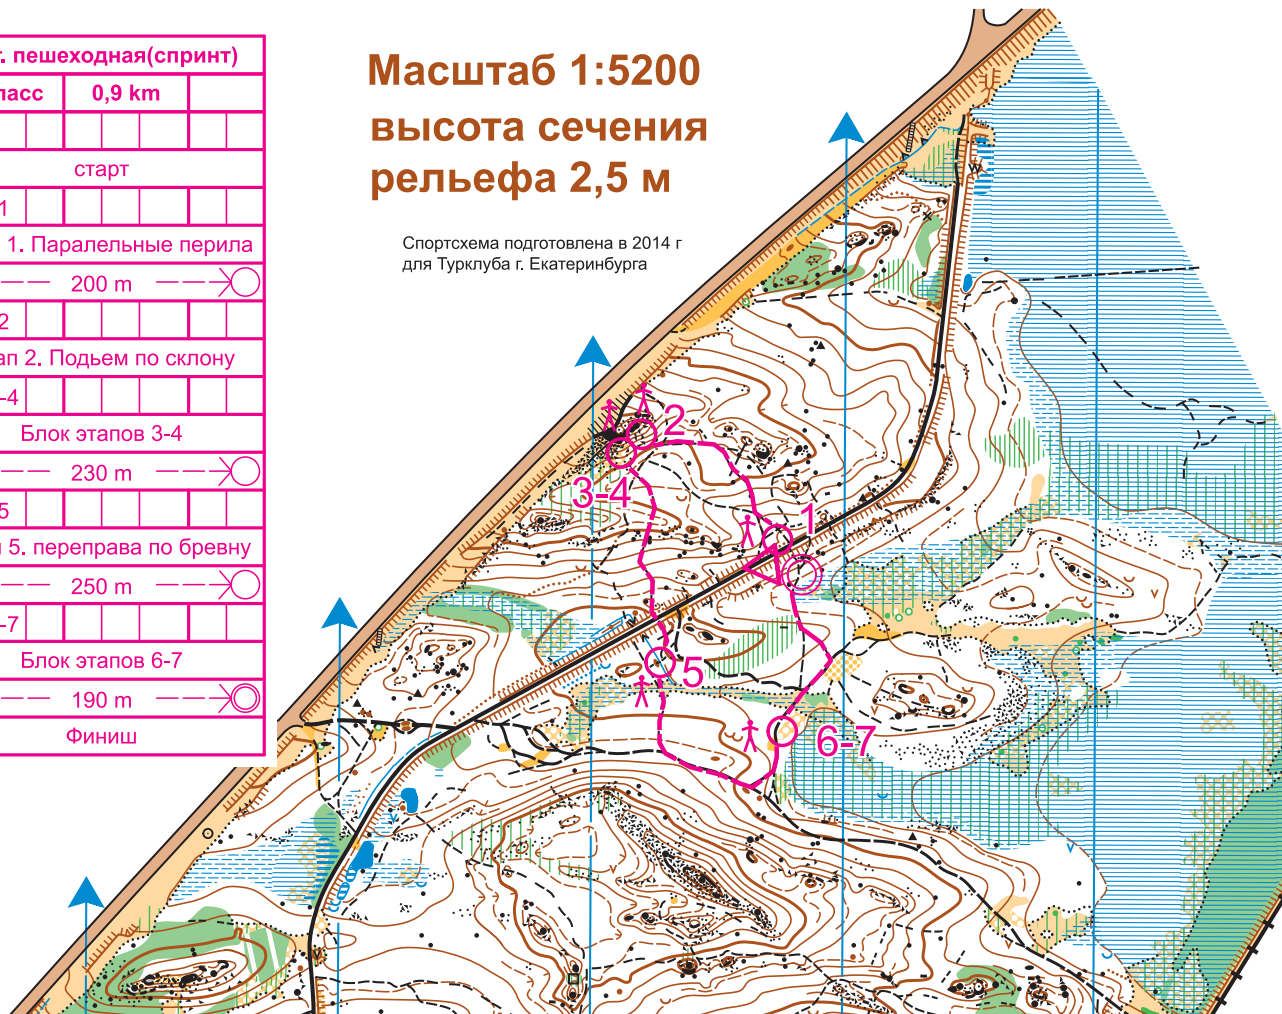 . пешеходная(спринт)
ласс 0,9 km
старт
1
1. Паралельные перила
200 m
2
ап 2. Подьем по склону
-4
Блок этапов 3-4
230 m
5
5. переправа по бревну
250 m
-7
Блок этапов 6-7
190 m
Финиш
Масштаб 1:5200
высота сечения
рельефа 2,5 м
Спортсхема подготовлена в 2014 г
для Турклуба г. Екатеринбурга
2
3-4
1
5
6-7